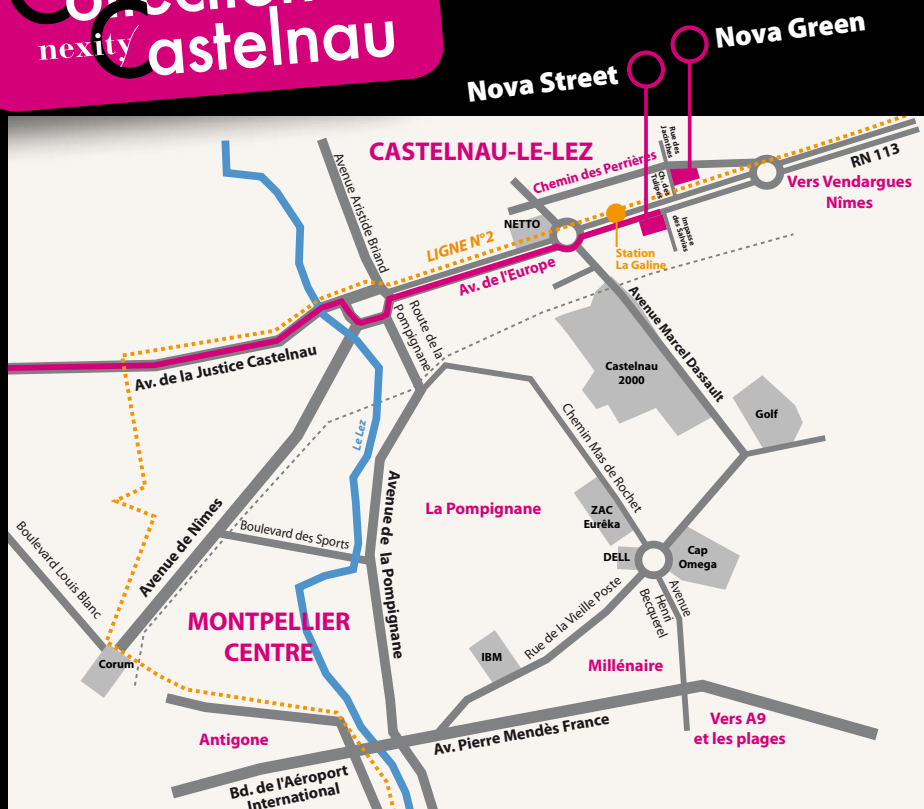 Collection
nexity Castelnau
Nova Street
Nova Green
CASTELNAU-LE-LEZ
Avenue Aristide Briand
Chemin des Perrières
Rue des
Jacinthes
Ch. des
Tulipes
Impasse
des Salvias
RN 113
Vers Vendargues
Nîmes
NETTO
LIGNE N°2
Av. de l'Europe
Station
La Galine
Route de la
Pompignane
Av. de la Justice Castelnau
Avenue Marcel Dassault
Castelnau
2000
Golf
Le Lez
Chemin Mas de Rochet
La Pompignane
ZAC
Eurêka
DELL
Cap
Omega
Avenue
Henri
Becquerel
Avenue de Nîmes
Boulevard des Sports
Avenue de la Pompignane
Boulevard Louis Blanc
MONTPELLIER
CENTRE
Corum
Rue de la Vieille Poste
IBM
Millénaire
Antigone
Av. Pierre Mendès France
Vers A9
et les plages
Bd. de l'Aéroport
International